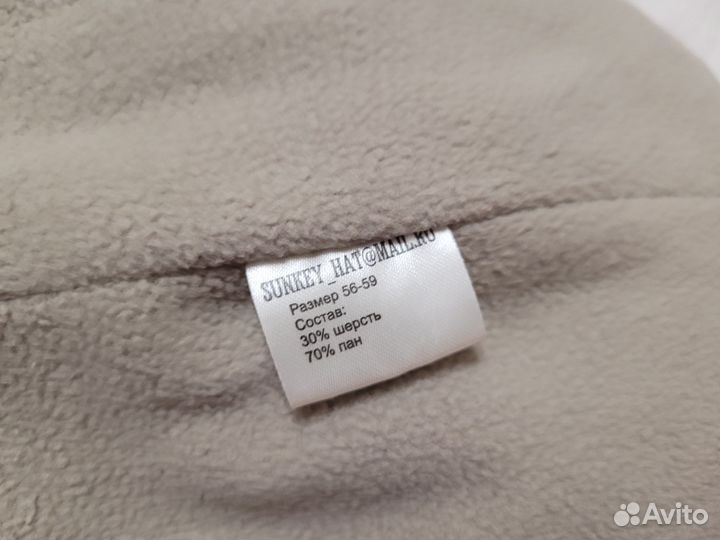 SUNKEY_HAT@MAIL.RU
Размер 56-59
Состав:
30% шерсть
70% пан
Avito